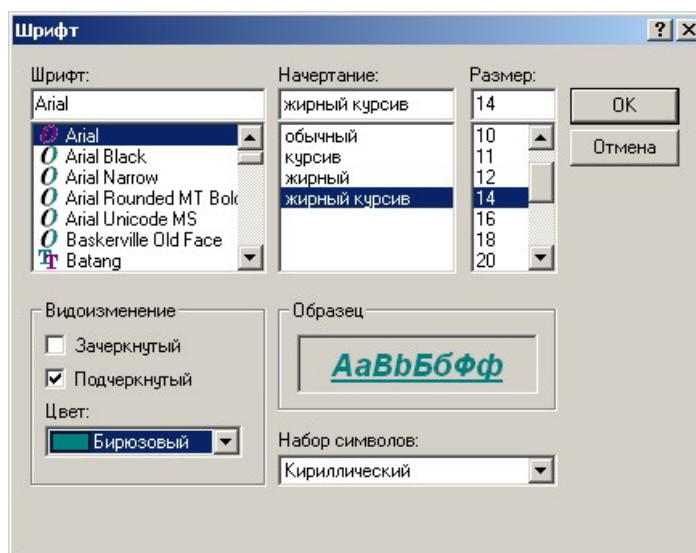 Шрифт
Шрифт:
Arial
Arial
Arial Black
Arial Narrow
Arial Rounded MT Bold
Arial Unicode MS
Baskerville Old Face
Batang
Начертание:
жирный курсив
обычный
курсив
жирный
жирный курсив
Размер:
14
10
11
12
14
16
18
20
OK
Отмена
Видоизменение
Зачеркнутый
Подчеркнутый
Цвет:
Бирюзовый
Образец
АаВbБбФф
Набор символов:
Кириллический